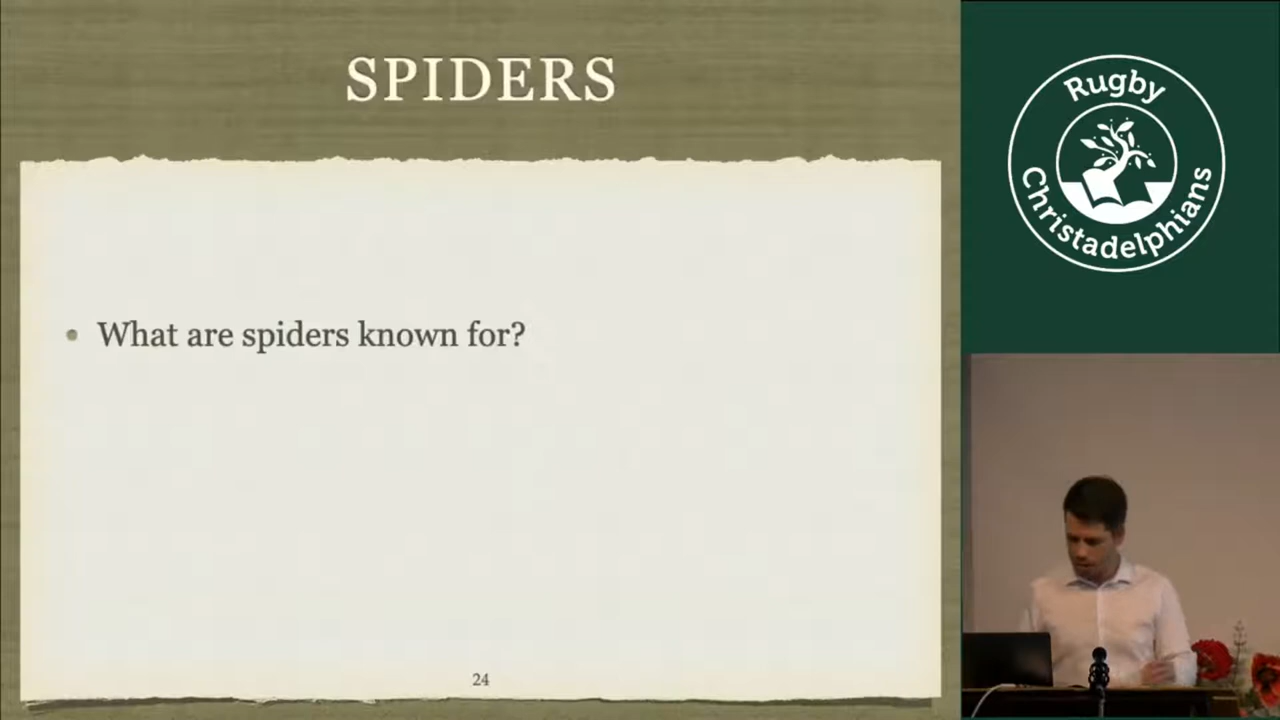 SPIDERS
• What are spiders known for?
24
Rugby
Christadelphians